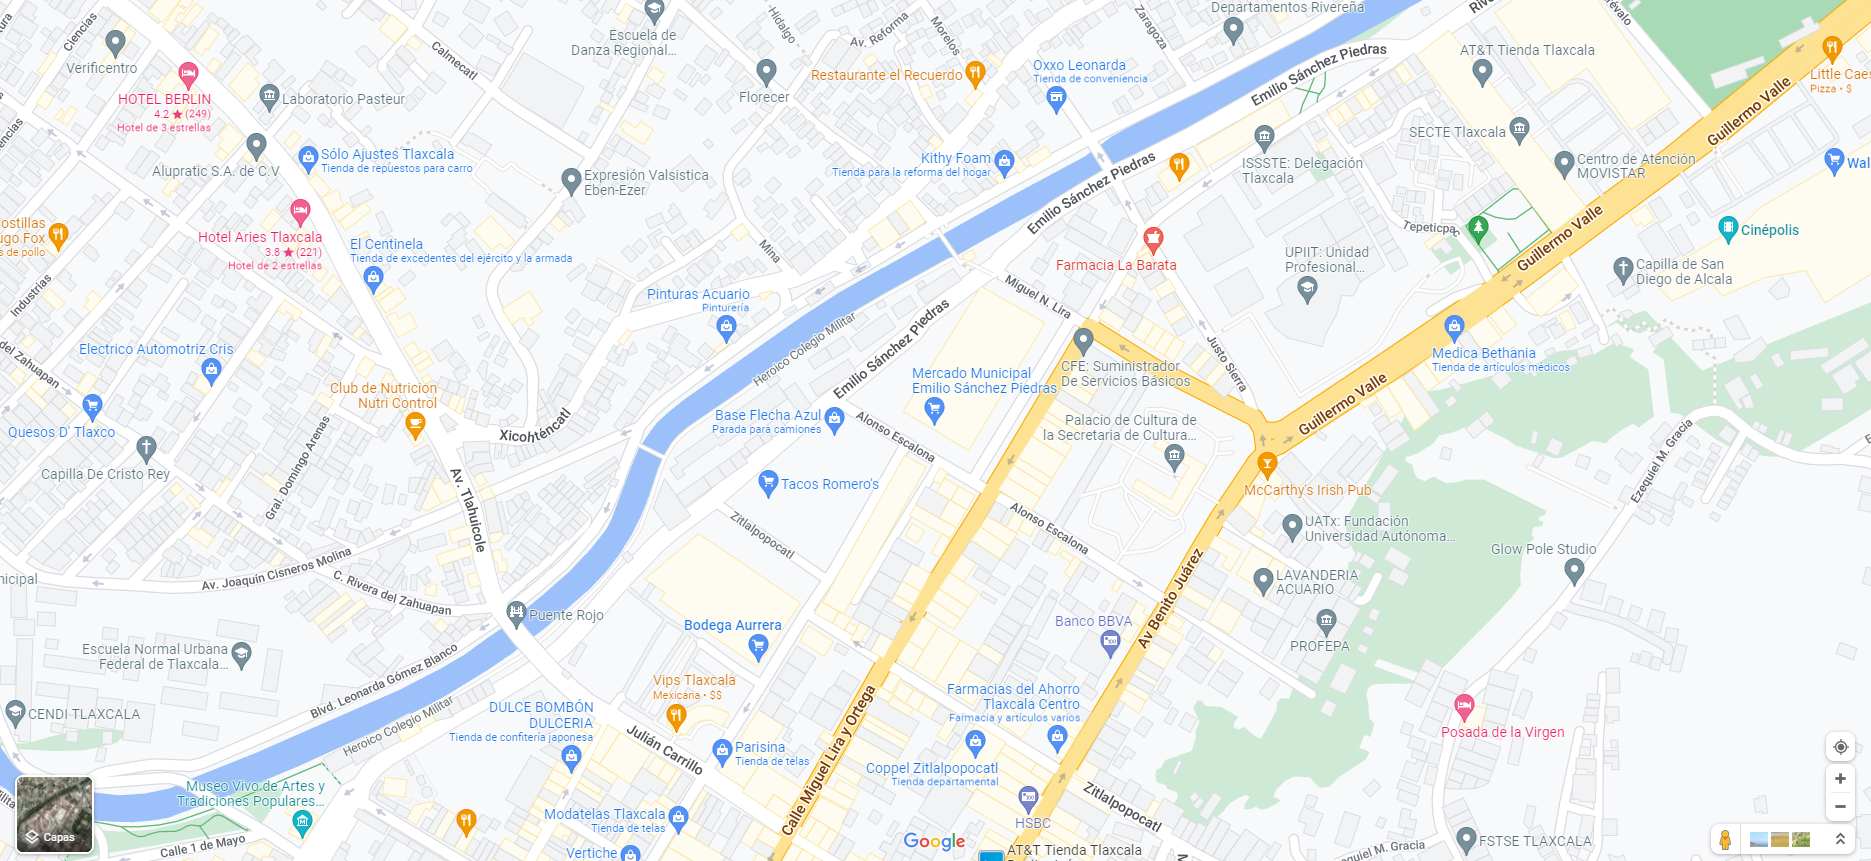 Departamentos Rivereña
Ciencias
Escuela de
Danza Regional...
Hidalgo
Av. Reforma
Morelos
Zaragoza
Verificentro
Calmecatl
AT&T Tienda Tlaxcala
Oxxo Leonarda
Tienda de conveniencia
Emilio Sánchez Piedras
Restaurante el Recuerdo
Florecer
Little Caes
Pizza • $
HOTEL BERLIN
4.2 ★ (249)
Hotel de 3 estrellas
Laboratorio Pasteur
Guillermo Valle
SECTE Tlaxcala
Alupratic S.A. de C.V
Sólo Ajustes Tlaxcala
Tienda de repuestos para carro
Expresión Valsistica
Eben-Ezer
Kithy Foam
Tienda para la reforma del hogar
Emilio Sánchez Piedras
ISSSTE: Delegación
Tlaxcala
Centro de Atención
MOVISTAR
Wal
ostillas
ugo Fox
s de pollo
Hotel Aries Tlaxcala
3.8 ★ (221)
Hotel de 2 estrellas
El Centinela
Tienda de excedentes del ejército y la armada
Mina
Farmacia La Barata
UPIIT: Unidad
Profesional...
Tepeticpa
Guillermo Valle
Cinépolis
Capilla de San
Diego de Alcala
Industrias
Pinturas Acuario
Pinturería
Miguel N. Lira
Heroico Colegio Militar
Emilio Sánchez Piedras
Justo Sierra
Medica Bethania
Tienda de artículos médicos
Electrico Automotriz Cris
del Zahuapan
Club de Nutricion
Nutri Control
Mercado Municipal
Emilio Sánchez Piedras
CFE: Suministrador
De Servicios Básicos
Guillermo Valle
Quesos D' Tlaxco
Xicohténcatl
Base Flecha Azul
Parada para camiones
Alonso Escalona
Palacio de Cultura de
la Secretaria de Cultura...
Capilla De Cristo Rey
Gral. Domingo Arenas
Av. Tlahuicole
Tacos Romero's
McCarthy's Irish Pub
Ezequiel M. Gracia
Zitlalpopocatl
Alonso Escalona
UATx: Fundación
Universidad Autónoma...
Glow Pole Studio
nicipal
Av. Joaquín Cisneros Molina
C. Rivera del Zahuapan
LAVANDERIA
ACUARIO
Puente Rojo
Bodega Aurrera
Banco BBVA
Av Benito Juárez
PROFEPA
Escuela Normal Urbana
Federal de Tlaxcala...
Blvd. Leonarda Gómez Blanco
Vips Tlaxcala
Mexicana • $$
Farmacias del Ahorro
Tlaxcala Centro
Farmacia y artículos varios
CENDI TLAXCALA
Heroico Colegio Militar
DULCE BOMBÓN
DULCERIA
Tienda de confitería japonesa
Julián Carrillo
Parisina
Tienda de telas
Calle Miguel Lira y Ortega
Posada de la Virgen
Coppel Zitlalpopocatl
Tienda departamental
Museo Vivo de Artes y
Tradiciones Populares...
Zitlalpopocatl
Modatelas Tlaxcala
Tienda de telas
HSBC
Capas
Calle 1 de Mayo
Vertiche
Google
AT&T Tienda Tlaxcala
Ezequiel M. Gracia
FSTSE TLAXCALA